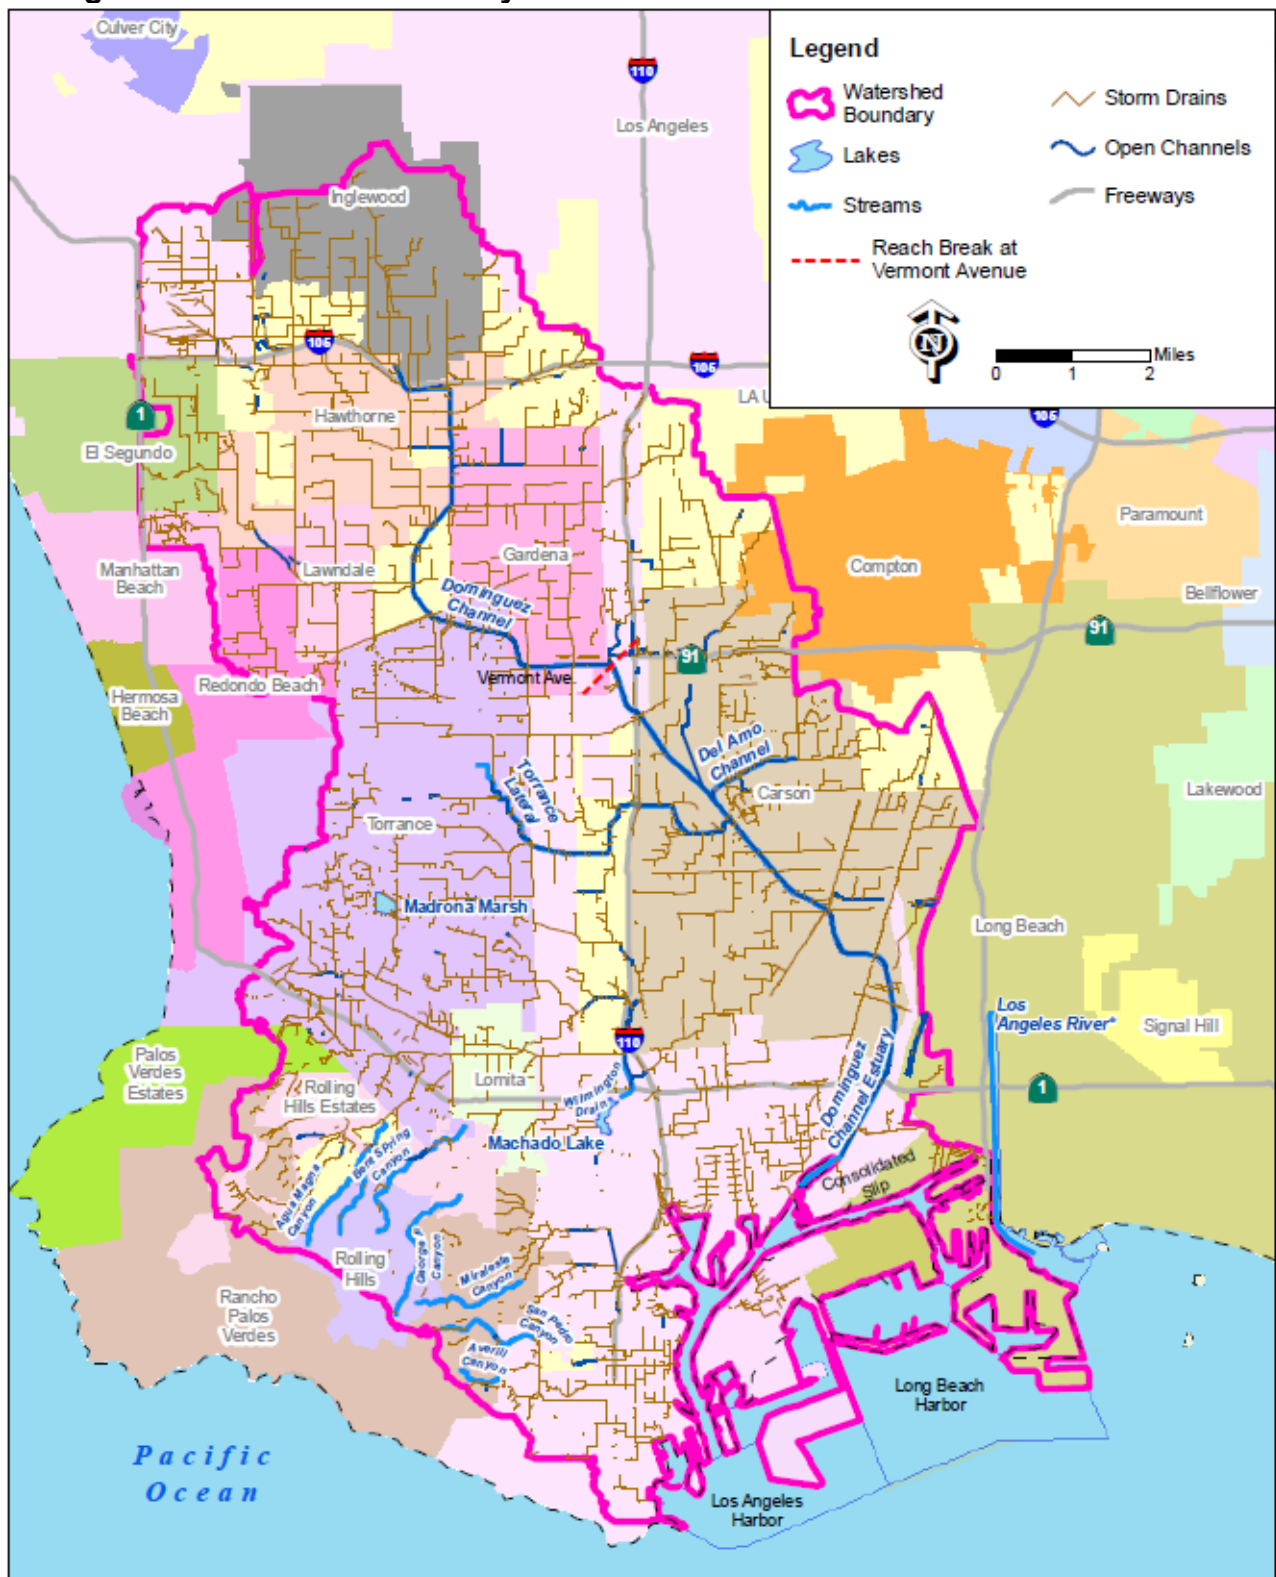 Culver City
110
Los Angeles
Legend
Watershed
Boundary
Lakes
Streams
Reach Break at
Vermont Avenue
Storm Drains
Open Channels
Freeways
N
Miles
0 1 2
Inglewood
105
105
105
LA U
1
Hawthorne
El Segundo
Paramount
Compton
Gardena
Lawndale
Manhattan
Beach
Bellflower
Dominguez
Channel
91
91
Vermont Ave.
Redondo Beach
Hermosa
Beach
Del Amo
Channel
Torrance
Lateral
Carson
Lakewood
Torrance
Madrona Marsh
Long Beach
Los
Angeles River*
Signal Hill
110
Palos
Verdes
Estates
Rolling
Hills Estates
Lomita
Wilmington
Drain
1
Dominguez
Channel Estuary
Machado Lake
Bent Spring
Canyon
Agua Magna
Canyon
Consolidated
Slip
George F
Canyon
Rolling
Hills
Miraleste
Canyon
Rancho
Palos
Verdes
San Pedro
Canyon
Averill
Canyon
Long Beach
Harbor
Pacific
Ocean
Los Angeles
Harbor